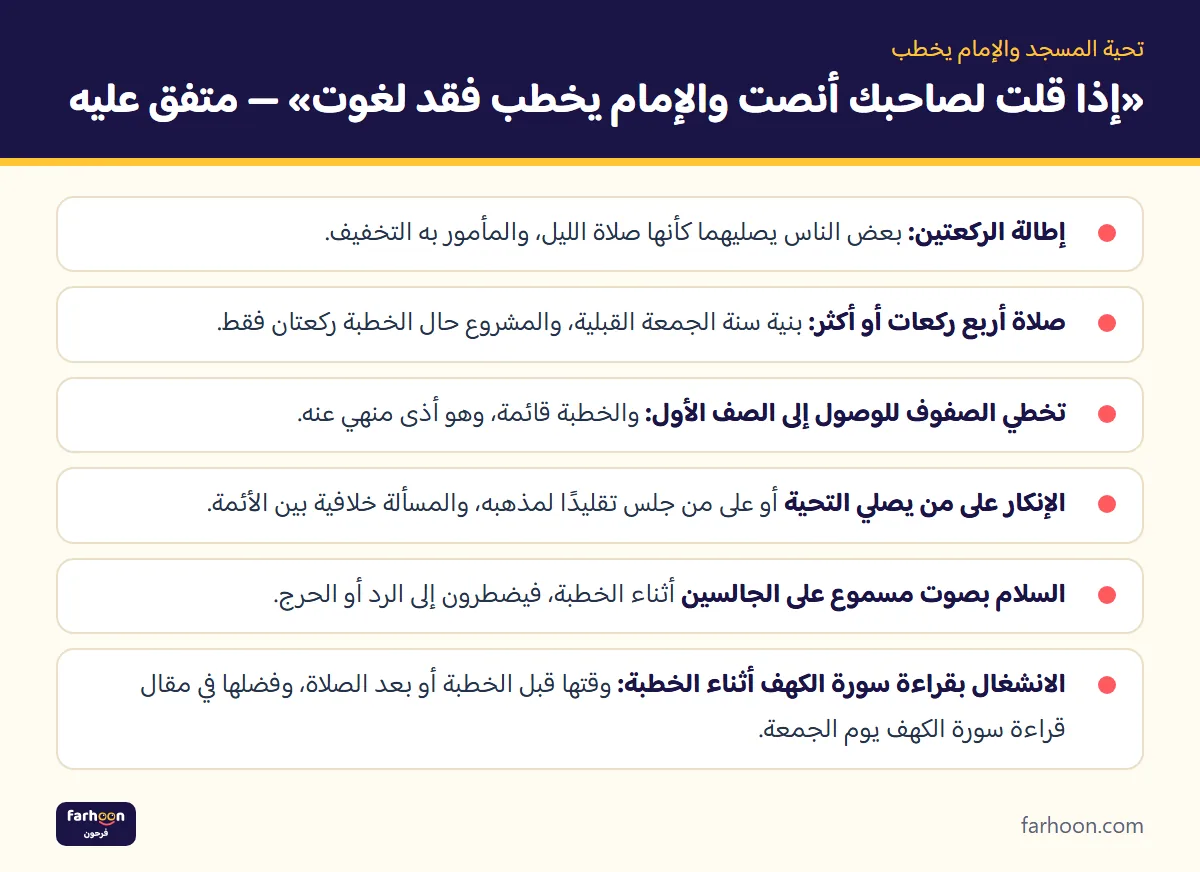 تحية المسجد والإمام يخطب
«إذا قلت لصاحبك أنصت والإمام يخطب فقد لغوت» — متفق عليه
إطالة الركعتين: بعض الناس يصليهما كأنها صلاة الليل، والمأمور به التخفيف.
صلاة أربع ركعات أو أكثر: بنية سنة الجمعة القبلية، والمشروع حال الخطبة ركعتان فقط.
تخطي الصفوف للوصول إلى الصف الأول: والخطبة قائمة، وهو أذى منهي عنه.
الإنكار على من يصلي التحية أو على من جلس تقليدًا لمذهبه، والمسألة خلافية بين الأئمة.
السلام بصوت مسموع على الجالسين أثناء الخطبة، فيضطرون إلى الرد أو الحرج.
الانشغال بقراءة سورة الكهف أثناء الخطبة: وقتها قبل الخطبة أو بعد الصلاة، وفضلها في مقال
قراءة سورة الكهف يوم الجمعة.
farhoon.com
farhoon
فرحون